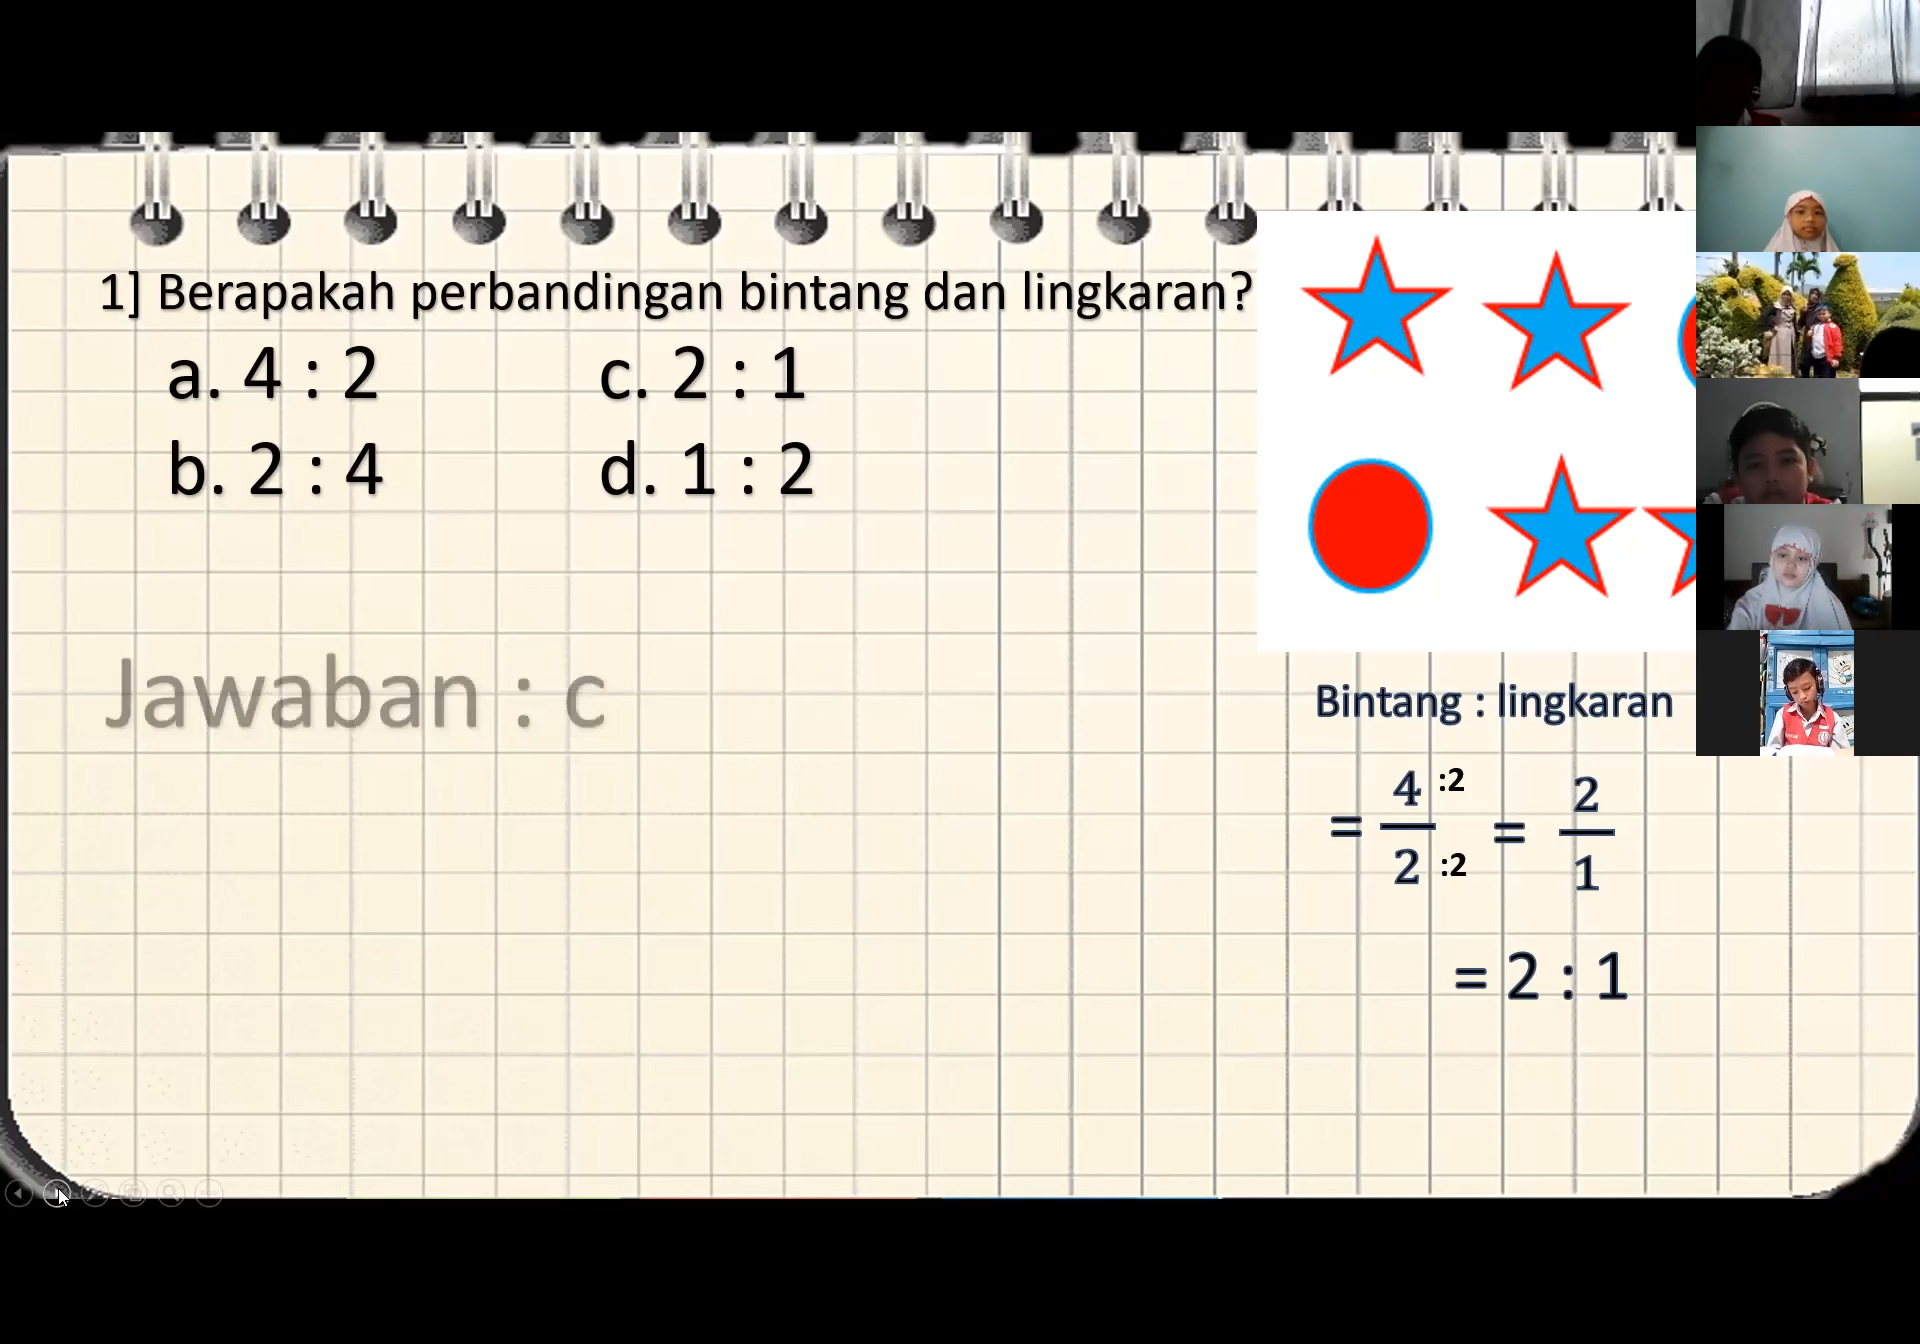 1] Berapakah perbandingan bintang dan lingkaran?
a. 4 : 2
c. 2 : 1
b. 2 : 4
d. 1 : 2
Jawaban : c
Bintang : lingkaran
= 4 :2 / 2 :2 = 2 / 1
= 2 : 1